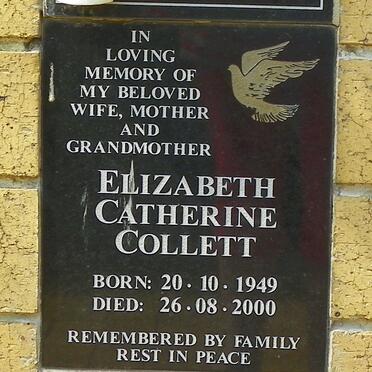 IN
LOVING
MEMORY OF
MY BELOVED
WIFE, MOTHER
AND
GRANDMOTHER
ELIZABETH
CATHERINE
COLLETT
BORN: 20 · 10 · 1949
DIED: 26 · 08 · 2000
REMEMBERED BY FAMILY
REST IN PEACE